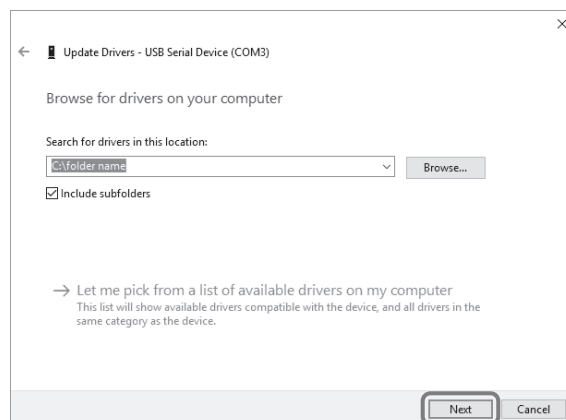 Update Drivers - USB Serial Device (COM3)
Browse for drivers on your computer
Search for drivers in this location:
C:\folder name
Browse...
Include subfolders
Let me pick from a list of available drivers on my computer
This list will show available drivers compatible with the device, and all drivers in the
same category as the device.
Next
Cancel